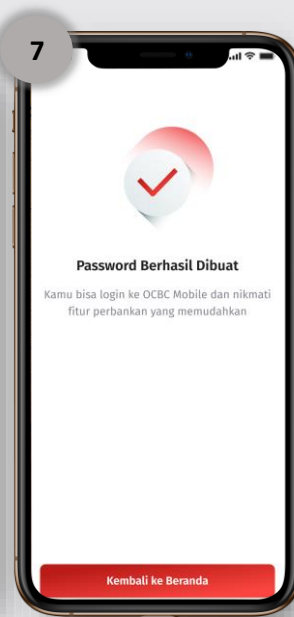 7
Password Berhasil Dibuat
Kamu bisa login ke OCBC Mobile dan nikmati
fitur perbankan yang memudahkan
Kembali ke Beranda